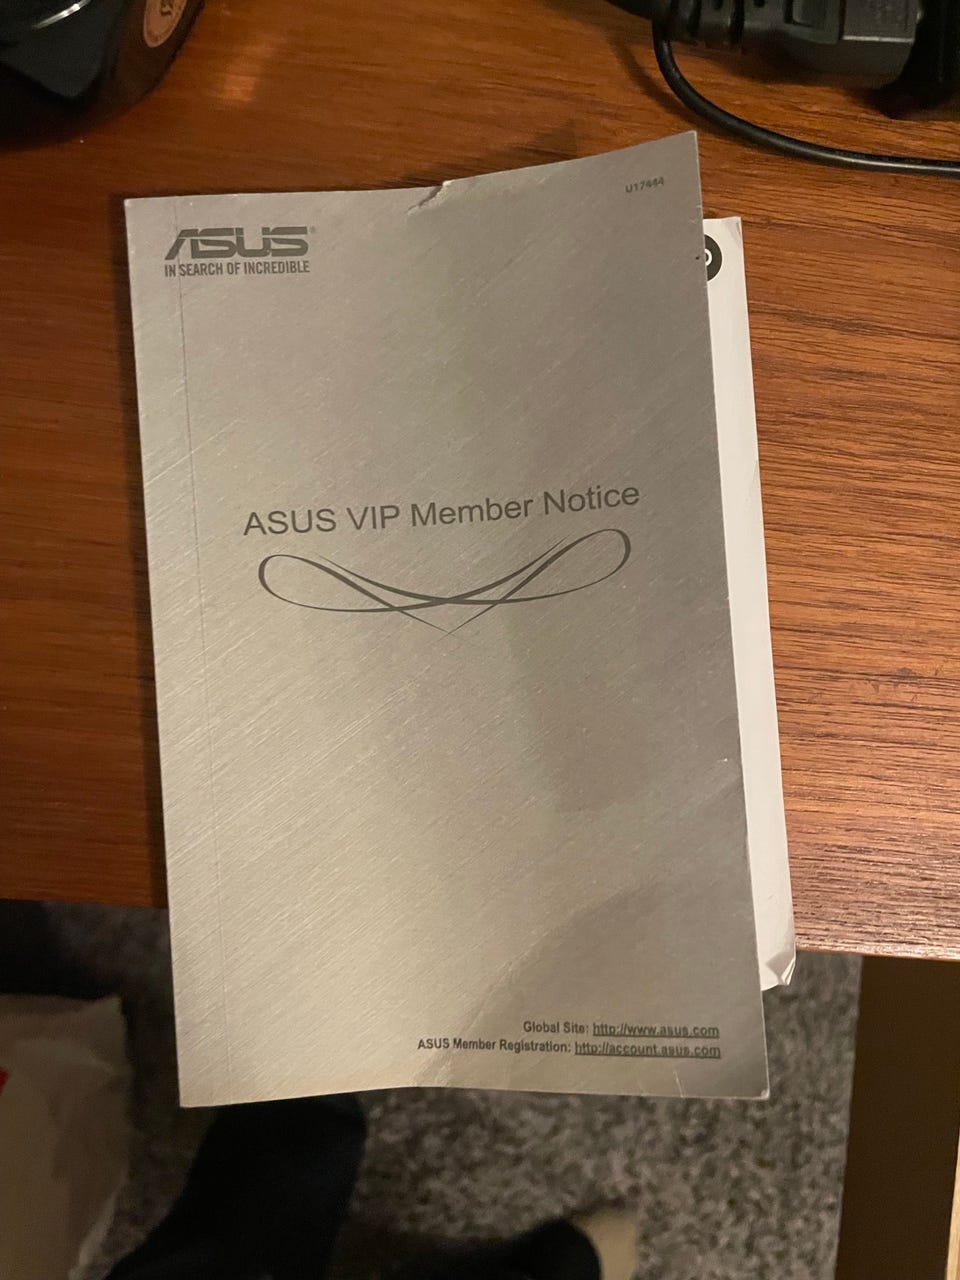 U17444
ASUS®
IN SEARCH OF INCREDIBLE
ASUS VIP Member Notice
Global Site: http://www.asus.com
ASUS Member Registration: http://account.asus.com